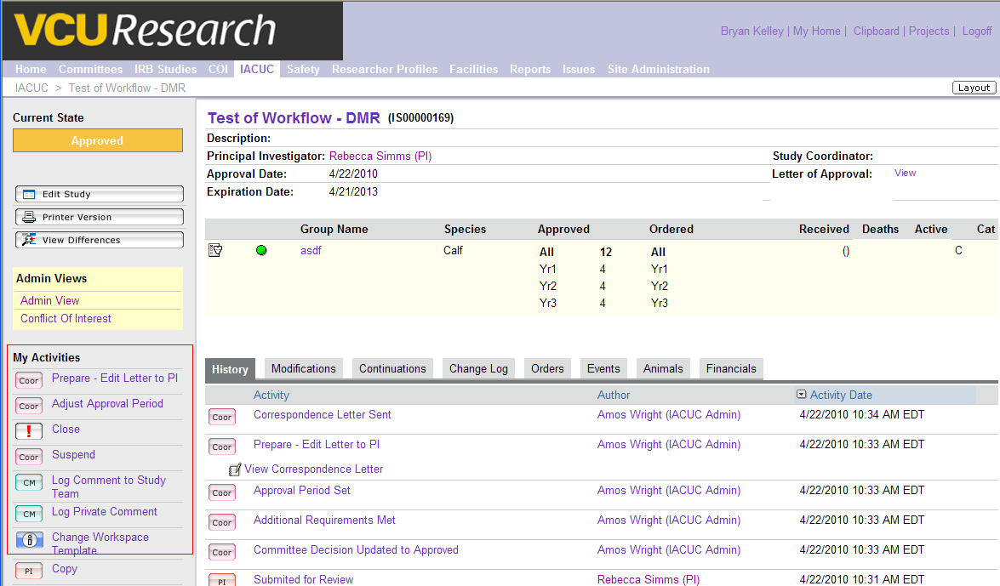 VCU Research
Bryan Kelley | My Home | Clipboard | Projects | Logoff
Home Committees IRB Studies COI IACUC Safety Researcher Profiles Facilities Reports Issues Site Administration
IACUC > Test of Workflow - DMR
Layout
Current State
Approved
Edit Study
Printer Version
View Differences
Admin Views
Admin View
Conflict Of Interest
My Activities
Coor Prepare - Edit Letter to PI
Coor Adjust Approval Period
! Close
Coor Suspend
CM Log Comment to Study
Team
CM Log Private Comment
Change Workspace
Template
PI Copy
Test of Workflow - DMR (IS00000169)
Description:
Principal Investigator: Rebecca Simms (PI) Study Coordinator:
Approval Date: 4/22/2010 Letter of Approval: View
Expiration Date: 4/21/2013
Group Name Species Approved Ordered Received Deaths Active Cat
asdf Calf All 12 All () C
Yr1 4 Yr1
Yr2 4 Yr2
Yr3 4 Yr3
History Modifications Continuations Change Log Orders Events Animals Financials
Activity Author Activity Date
Coor Correspondence Letter Sent Amos Wright (IACUC Admin) 4/22/2010 10:34 AM EDT
Coor Prepare - Edit Letter to PI Amos Wright (IACUC Admin) 4/22/2010 10:33 AM EDT
View Correspondence Letter
Coor Approval Period Set Amos Wright (IACUC Admin) 4/22/2010 10:33 AM EDT
Coor Additional Requirements Met Amos Wright (IACUC Admin) 4/22/2010 10:33 AM EDT
Coor Committee Decision Updated to Approved Amos Wright (IACUC Admin) 4/22/2010 10:33 AM EDT
PI Submited for Review Rebecca Simms (PI) 4/22/2010 10:31 AM EDT